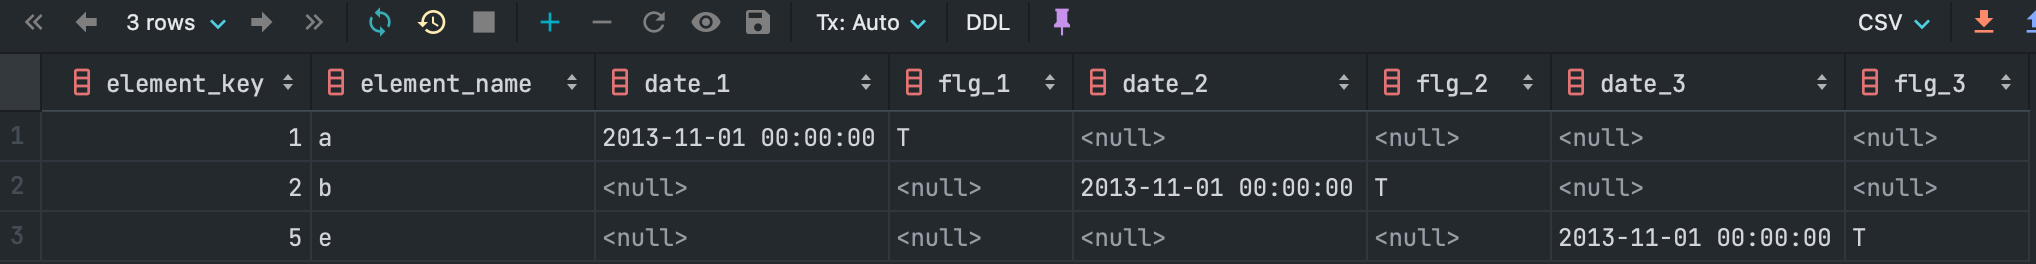 3 rows Tx: Auto DDL CSV
element_key element_name date_1 flg_1 date_2 flg_2 date_3 flg_3
1 1 a 2013-11-01 00:00:00 T <null> <null> <null> <null>
2 2 b <null> <null> 2013-11-01 00:00:00 T <null> <null>
3 5 e <null> <null> <null> <null> 2013-11-01 00:00:00 T